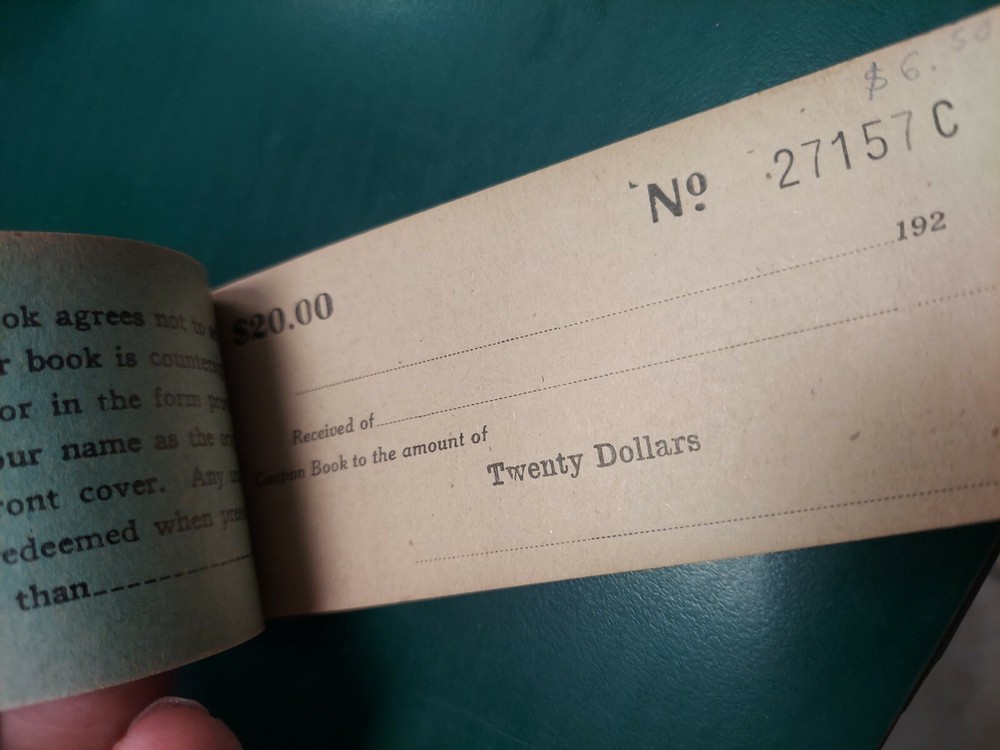 ok agrees not to
r book is
or in the form
our name as the
ront cover. Any
edeemed when
than
$6.50
Nº 27157 C
192
$20.00
Received of
Coupon Book to the amount of
Twenty Dollars